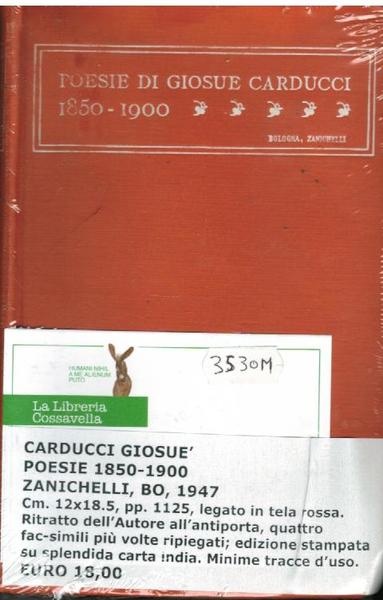 POESIE DI GIOSUE CARDUCCI
1850-1900
BOLOGNA, ZANICHELLI
HUMANI NIHIL
A ME ALIENUM
PUTO
3530M
La Libreria
Cossavella
CARDUCCI GIOSUE'
POESIE 1850-1900
ZANICHELLI, BO, 1947
Cm. 12x18.5, pp. 1125, legato in tela rossa.
Ritratto dell'Autore all'antiporta, quattro
fac-simili più volte ripiegati; edizione stampata
su splendida carta india. Minime tracce d'uso.
EURO 18,00